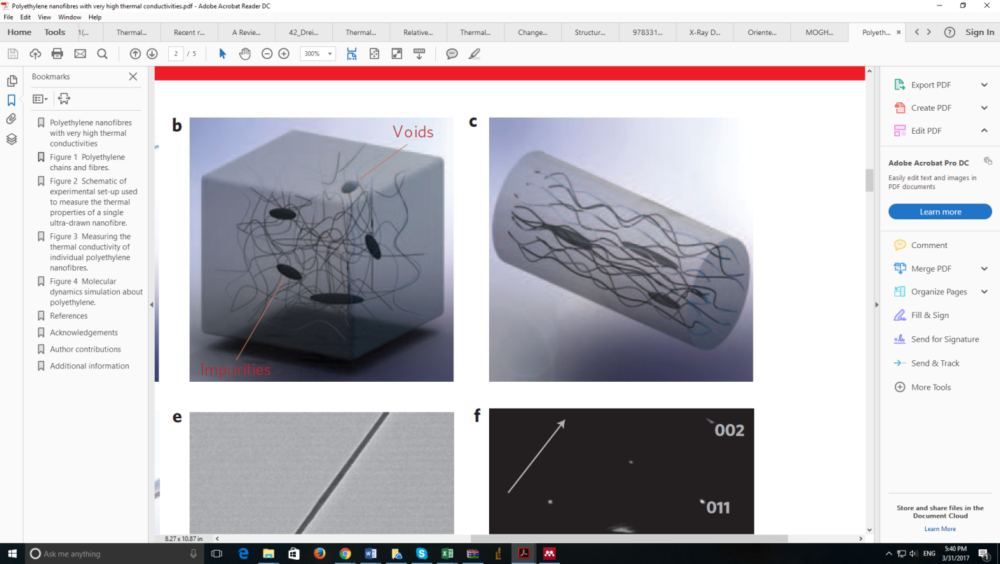 Polyethylene nanofibres with very high thermal conductivities.pdf - Adobe Acrobat Reader DC
File Edit View Window Help
Home Tools 1(... Thermal... Recent r... A Revie... 42_Drei... Thermal... Relative... Thermal... Change... Structur... 978331... X-Ray D... Oriente... MOGH... Polyeth... × ? Sign In
2 / 5 300%
Bookmarks
Polyethylene nanofibres
with very high thermal
conductivities
Figure 1 Polyethylene
chains and fibres.
Figure 2 Schematic of
experimental set-up used
to measure the thermal
properties of a single
ultra-drawn nanofibre.
Figure 3 Measuring the
thermal conductivity of
individual polyethylene
nanofibres.
Figure 4 Molecular
dynamics simulation about
polyethylene.
References
Acknowledgements
Author contributions
Additional information
b
Voids
Impurities
c
e
f
002
011
8.27 x 10.87 in
Export PDF
Create PDF
Edit PDF
Adobe Acrobat Pro DC
Easily edit text and images in
PDF documents
Learn more
Comment
Merge PDF
Organize Pages
Fill & Sign
Send for Signature
Send & Track
More Tools
Store and share files in the
Document Cloud
Learn More
Ask me anything
ENG
5:40 PM
3/31/2017